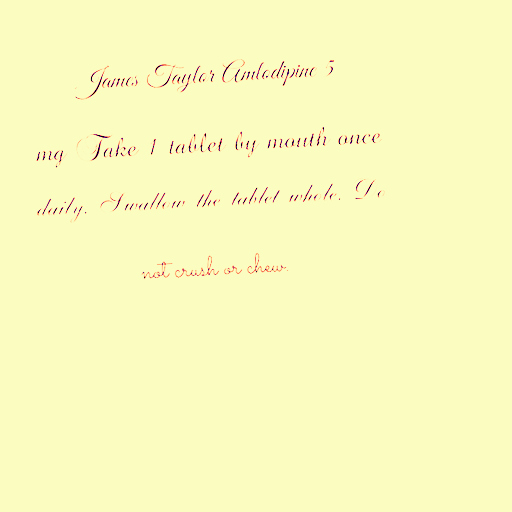 James Taylor Amlodipine 5
mg Take 1 tablet by mouth once
daily. Swallow the tablet whole. Do
not crush or chew.